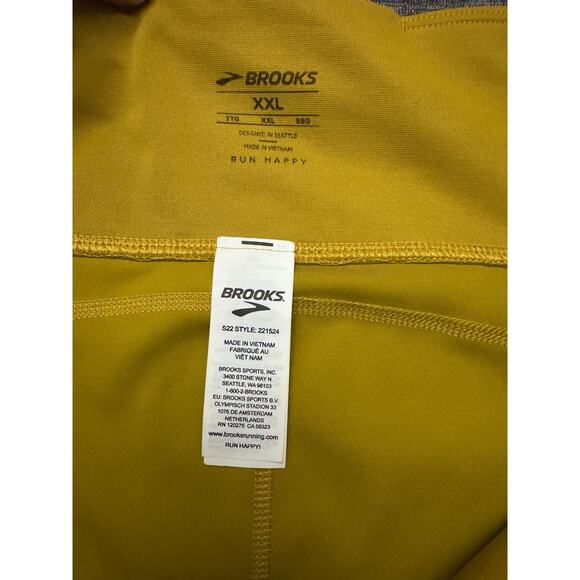 BROOKS
XXL
TTG XXL EEG
DESIGNED IN SEATTLE
MADE IN VIETNAM
RUN HAPPY
BROOKS
S22 STYLE: 221524
MADE IN VIETNAM
FABRIQUÉ AU
VIÊT NAM
BROOKS SPORTS, INC.
3400 STONE WAY N
SEATTLE, WA 98103
1-800-2-BROOKS
EU: BROOKS SPORTS B.V.
OLYMPISCH STADION 33
1076 DE AMSTERDAM
NETHERLANDS
RN 120275 CA 58323
www.brooksrunning.com
RUN HAPPY!